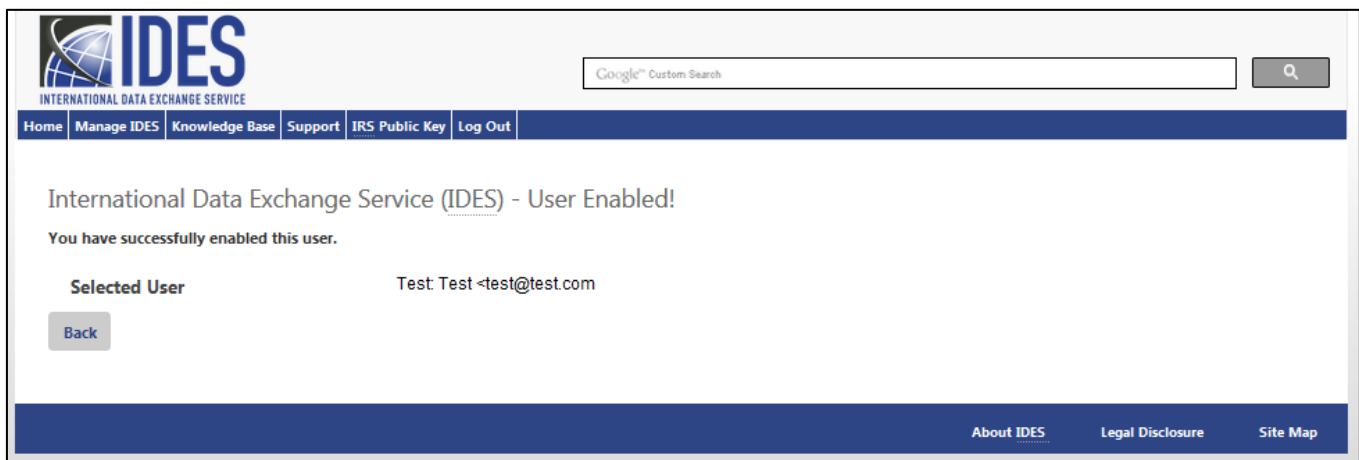 IDES
INTERNATIONAL DATA EXCHANGE SERVICE
Google™ Custom Search
Home Manage IDES Knowledge Base Support IRS Public Key Log Out
International Data Exchange Service (IDES) - User Enabled!
You have successfully enabled this user.
Selected User Test: Test <test@test.com
Back
About IDES Legal Disclosure Site Map